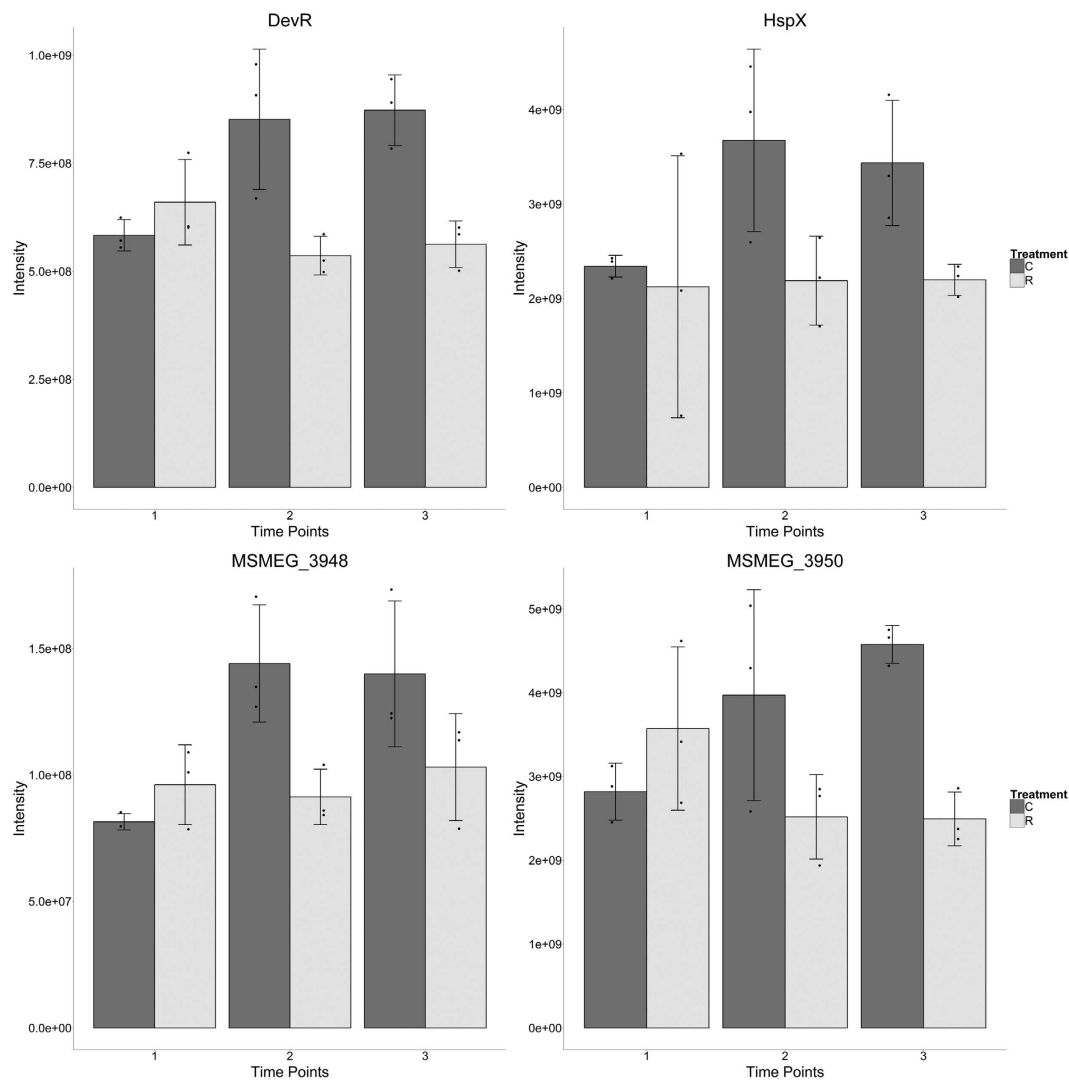 DevR
HspX
1.0e+09
7.5e+08
5.0e+08
2.5e+08
0.0e+00
Intensity
1 2 3
Time Points
4e+09
3e+09
2e+09
1e+09
0e+00
Intensity
1 2 3
Time Points
Treatment
C
R
MSMEG_3948
MSMEG_3950
1.5e+08
1.0e+08
5.0e+07
0.0e+00
Intensity
1 2 3
Time Points
5e+09
4e+09
3e+09
2e+09
1e+09
0e+00
Intensity
1 2 3
Time Points
Treatment
C
R